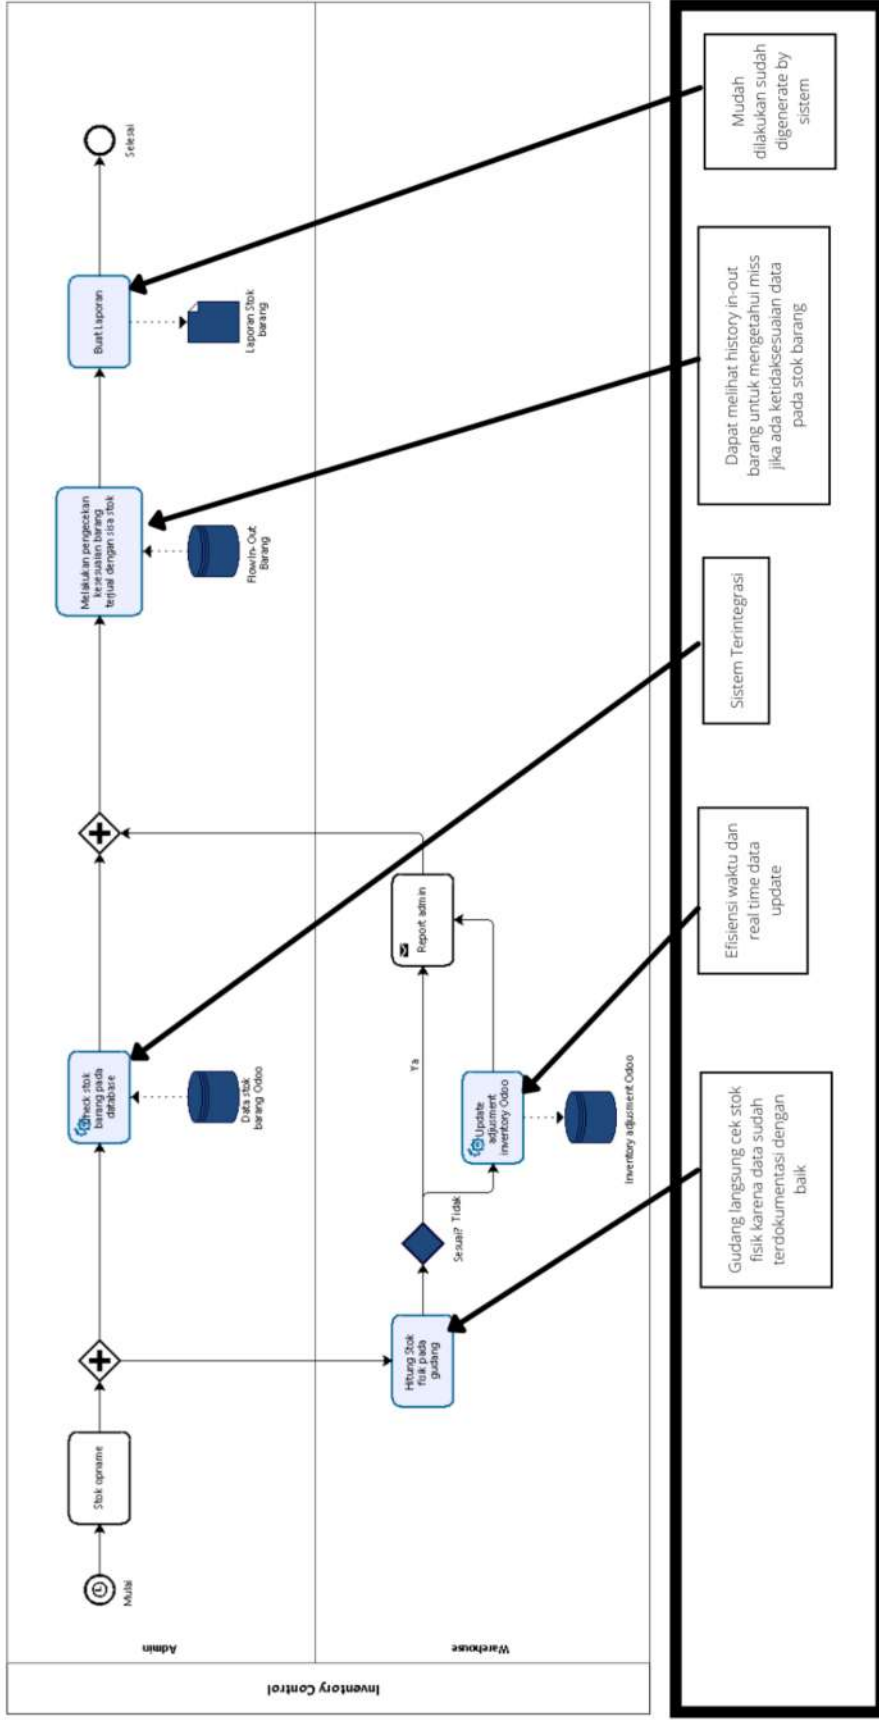 Inventory Control
Admin
Warehouse
Mulai
Stok opname
Check stok
barang pada
database
Data stok
barang Odoo
Melakukan pengecekan
kesesuaian barang
terjual dengan sisa stok
Flow In-Out
Barang
Buat Laporan
Laporan Stok
barang
Selesai
Hitung Stok
fisik pada
gudang
Sesuai?
Tidak
Ya
Update
adjusment
inventory Odoo
Inventory adjusment Odoo
Report admin
Gudang langsung cek stok
fisik karena data sudah
terdokumentasi dengan
baik
Efisiensi waktu dan
real time data
update
Sistem Terintegrasi
Dapat melihat history in-out
barang untuk mengetahui miss
jika ada ketidaksesuaian data
pada stok barang
Mudah
dilakukan sudah
digenerate by
sistem